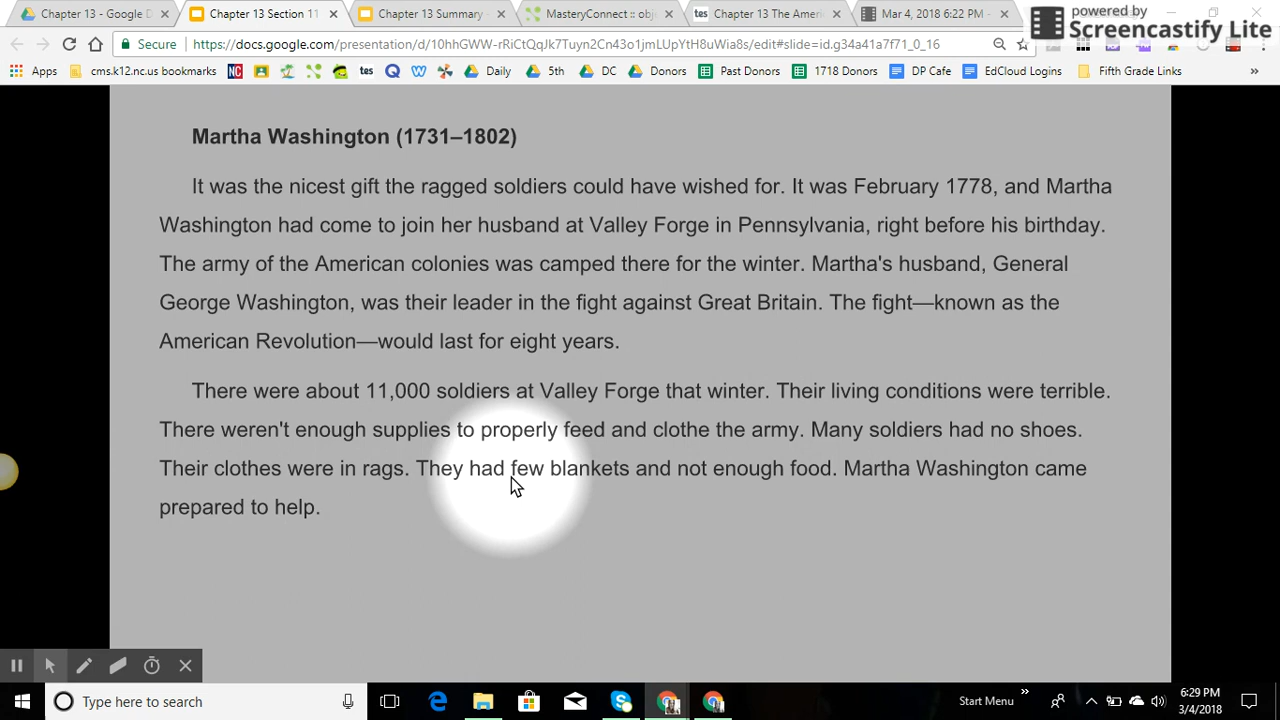 Chapter 13 - Google D
Chapter 13 Section 11
Chapter 13 Summary
MasteryConnect :: obj
tes Chapter 13 The Ameri
Mar 4, 2018 6:22 PM -
powered by
Screencastify Lite
Secure https://docs.google.com/presentation/d/10hhGWW-rRiCQqJk7Tuyn2Cn43o1jmLUpYtH8uWia8s/edit#slide=id.g34a41a7f71_0_16
Apps cms.k12.nc.us bookmarks NC tes Q W Daily 5th DC Donors Past Donors 1718 Donors DP Cafe EdCloud Logins Fifth Grade Links »
Martha Washington (1731–1802)
It was the nicest gift the ragged soldiers could have wished for. It was February 1778, and Martha
Washington had come to join her husband at Valley Forge in Pennsylvania, right before his birthday.
The army of the American colonies was camped there for the winter. Martha's husband, General
George Washington, was their leader in the fight against Great Britain. The fight—known as the
American Revolution—would last for eight years.
There were about 11,000 soldiers at Valley Forge that winter. Their living conditions were terrible.
There weren't enough supplies to properly feed and clothe the army. Many soldiers had no shoes.
Their clothes were in rags. They had few blankets and not enough food. Martha Washington came
prepared to help.
Type here to search
Start Menu »
6:29 PM
3/4/2018